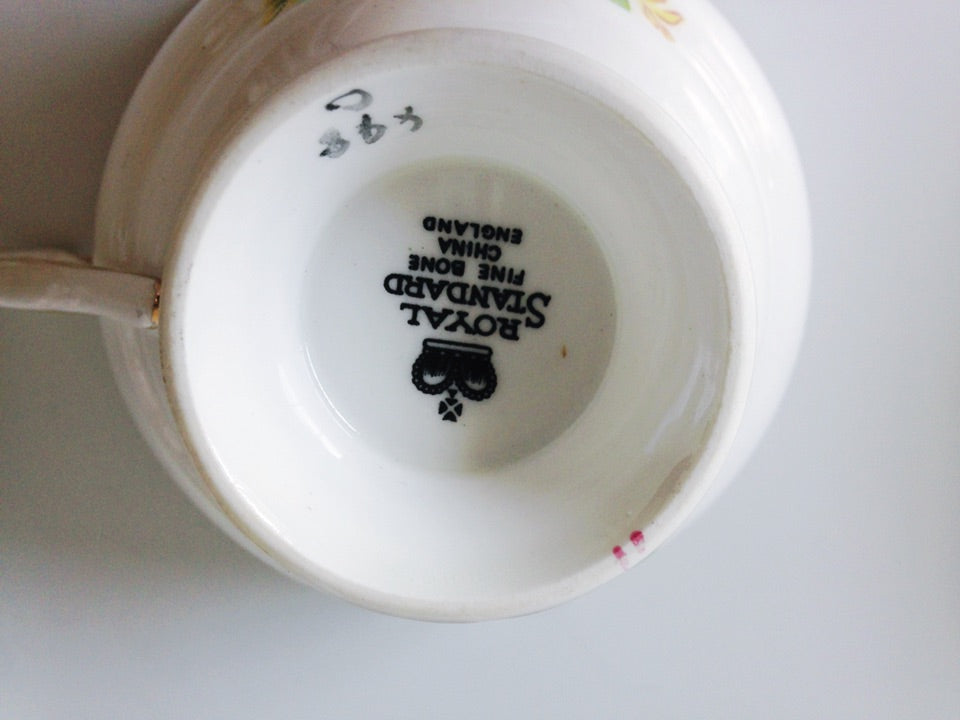 ROYAL
STANDARD
FINE BONE
CHINA
ENGLAND